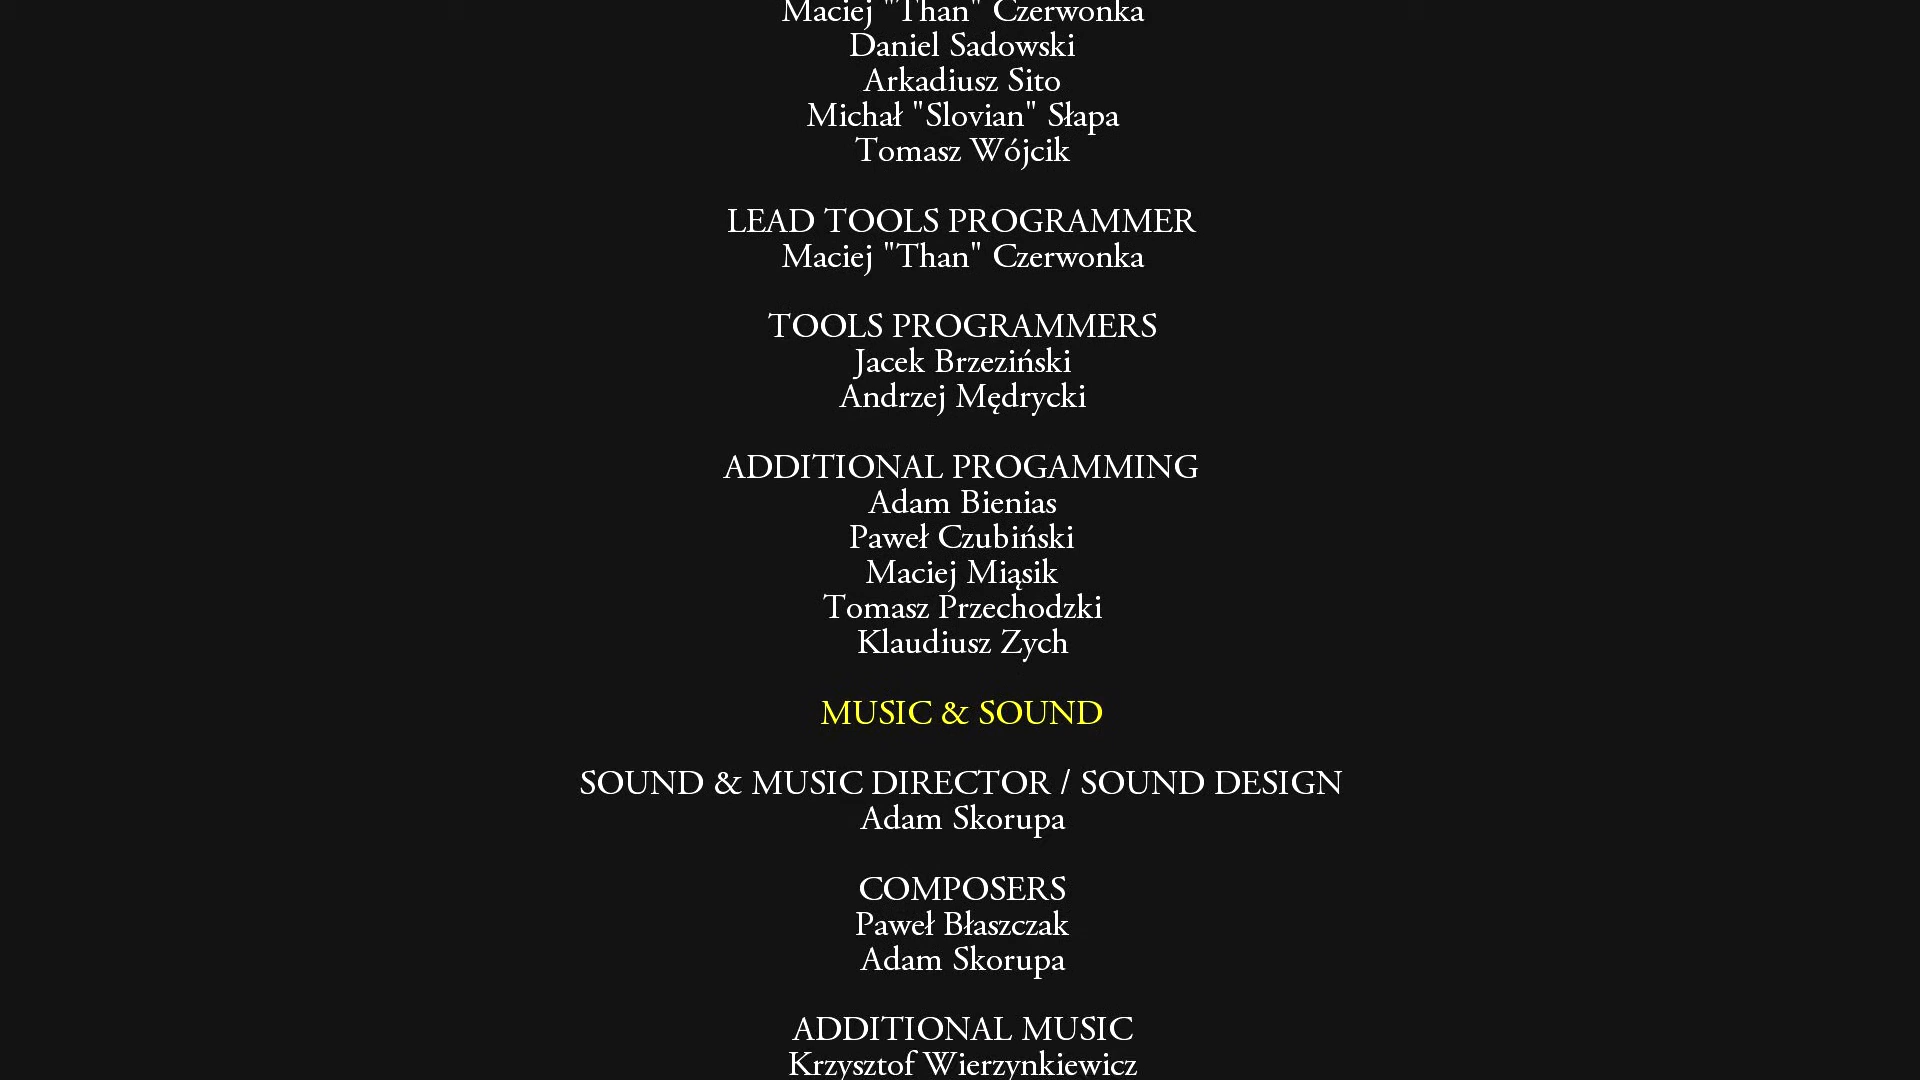 Maciej "Than" Czerwonka
Daniel Sadowski
Arkadiusz Sito
Michał "Slovian" Słapa
Tomasz Wójcik
LEAD TOOLS PROGRAMMER
Maciej "Than" Czerwonka
TOOLS PROGRAMMERS
Jacek Brzeziński
Andrzej Mędrycki
ADDITIONAL PROGAMMING
Adam Bienias
Paweł Czubiński
Maciej Miąsik
Tomasz Przechodzki
Klaudiusz Zych
MUSIC & SOUND
SOUND & MUSIC DIRECTOR / SOUND DESIGN
Adam Skorupa
COMPOSERS
Paweł Błaszczak
Adam Skorupa
ADDITIONAL MUSIC
Krzysztof Wierzynkiewicz